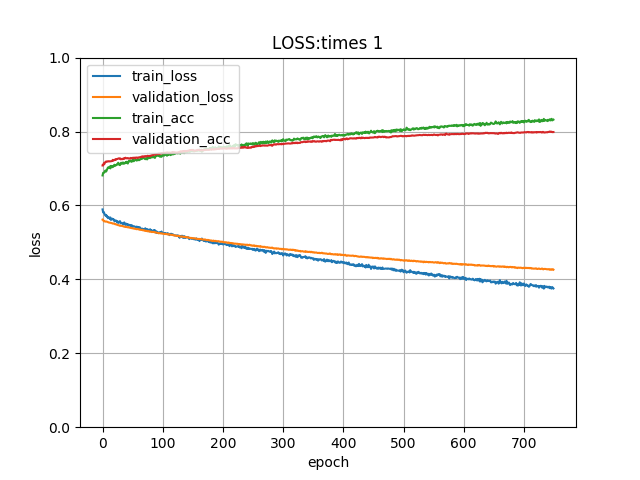 LOSS:times 1
1.0
0.8
0.6
0.4
0.2
0.0
loss
train_loss
validation_loss
train_acc
validation_acc
0 100 200 300 400 500 600 700
epoch